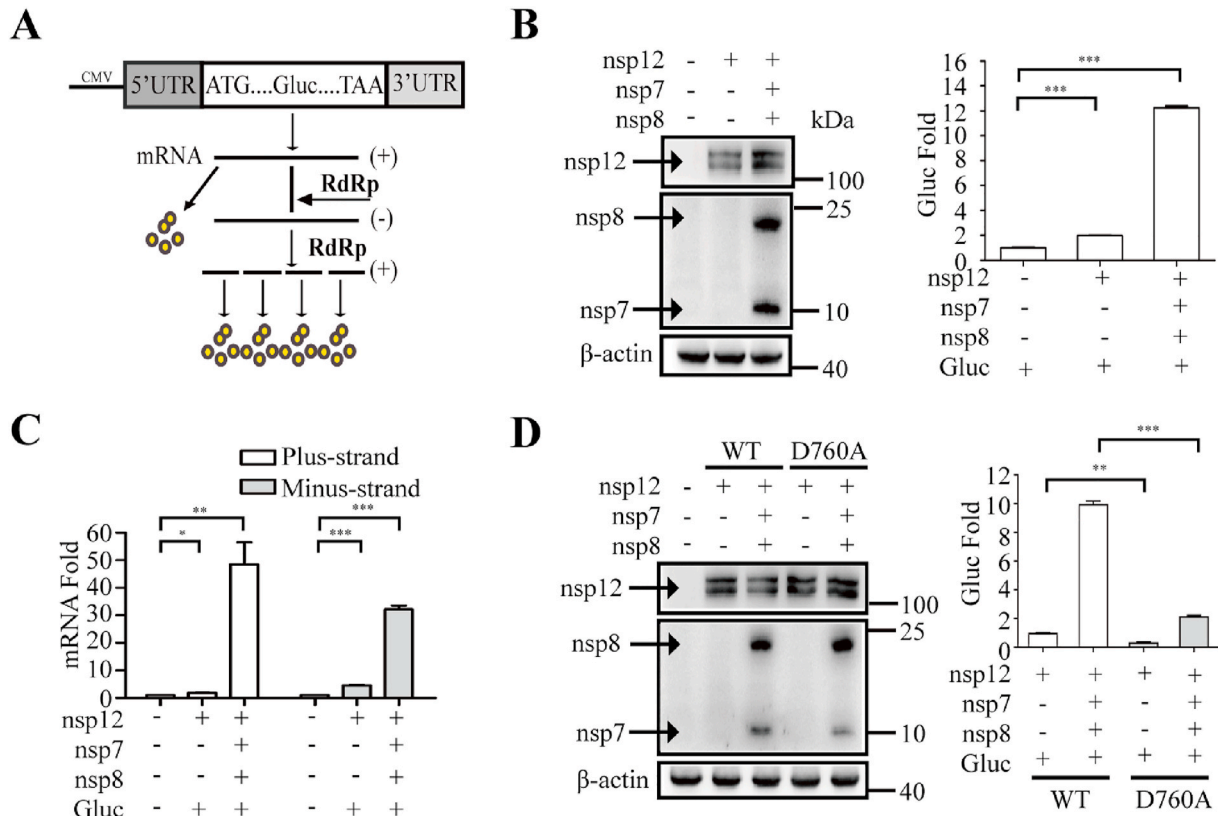 A
CMV 5’UTR ATG....Gluc....TAA 3’UTR
mRNA (+)
RdRp
(-)
RdRp
(+)
B
nsp12 - + +
nsp7 - - +
nsp8 - - + kDa
nsp12
100
25
nsp8
nsp7 10
β-actin
40
16
14
12
10
8
6
4
2
0
Gluc Fold
***
***
nsp12 - + +
nsp7 - - +
nsp8 - - +
Gluc + + +
C
Plus-strand
Minus-strand
60
50
40
30
20
10
0
mRNA Fold
** ***
* ***
nsp12 - + + - + +
nsp7 - - + - - +
nsp8 - - + - - +
Gluc - + + - + +
D
WT D760A
nsp12 - + + + +
nsp7 - - + - +
nsp8 - - + - +
nsp12
100
25
nsp8
nsp7 10
β-actin
40
12
10
8
6
4
2
0
Gluc Fold
***
**
nsp12 + + + +
nsp7 - + - +
nsp8 - + - +
Gluc + + + +
WT D760A